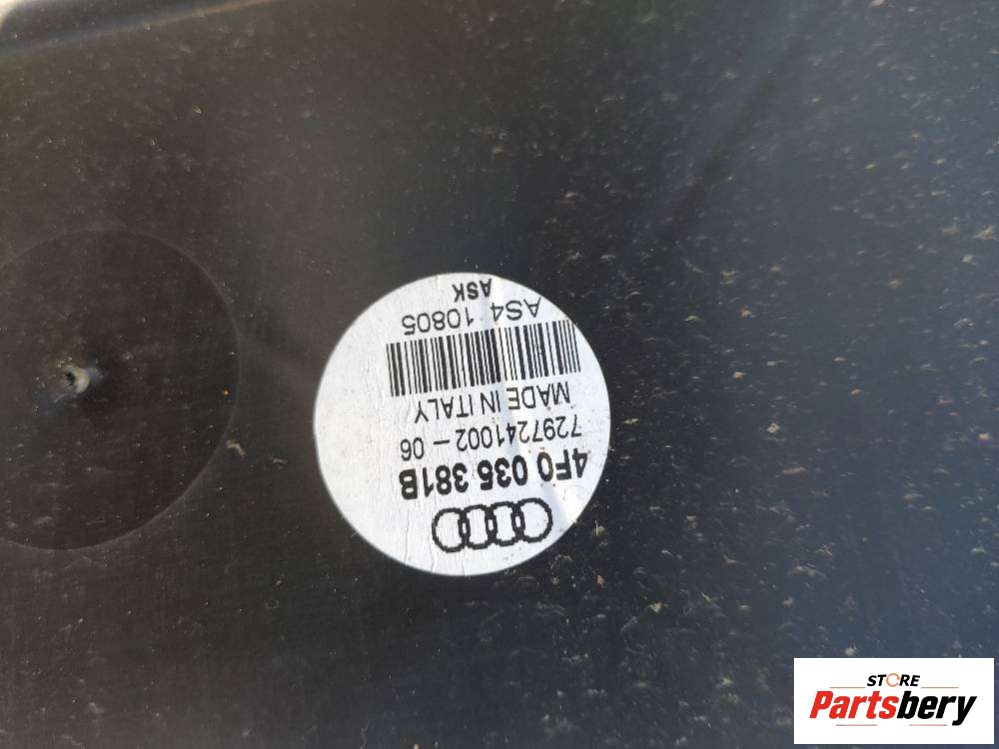 4F0 035 381B
7297241002 - 06
MADE IN ITALY
AS4 10805
ASK
STORE
Partsbery